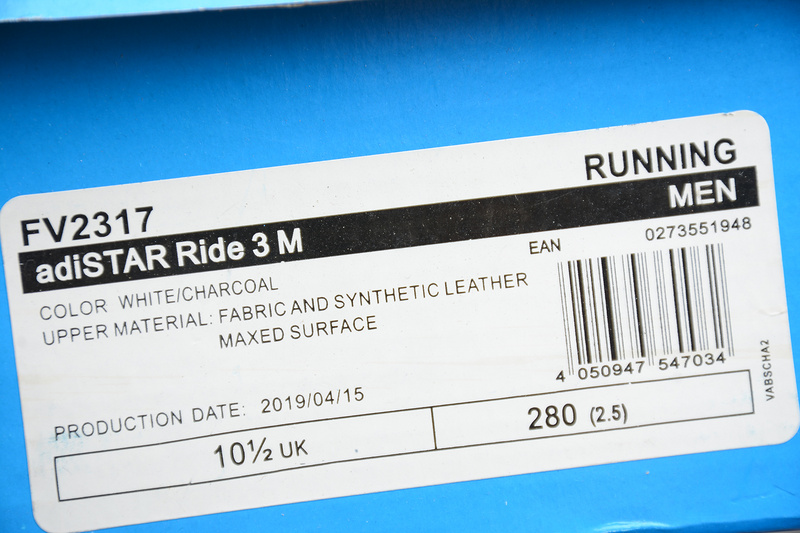 RUNNING
FV2317
MEN
adiSTAR Ride 3 M
EAN 0273551948
COLOR WHITE/CHARCOAL
UPPER MATERIAL: FABRIC AND SYNTHETIC LEATHER
MAXED SURFACE
4 050947 547034
VABSCHA2
PRODUCTION DATE: 2019/04/15
10½ UK
280 (2.5)